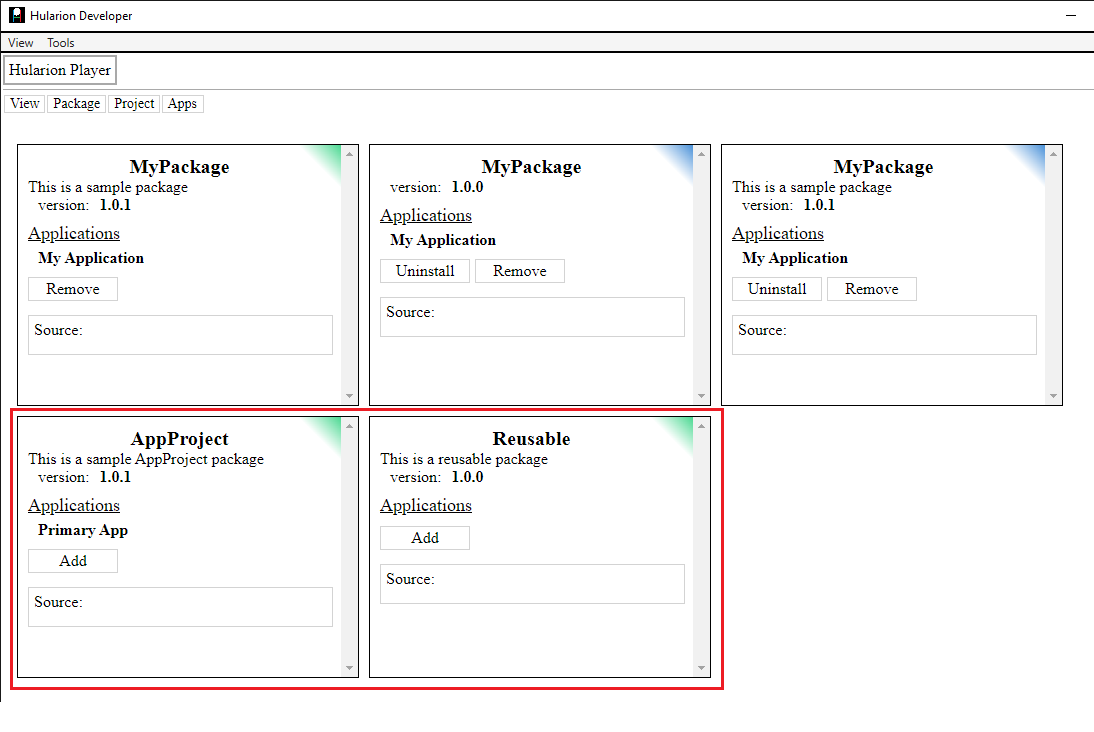 Hularion Developer
View Tools
Hularion Player
View Package Project Apps
MyPackage
This is a sample package
version: 1.0.1
Applications
My Application
Remove
Source:
MyPackage
version: 1.0.0
Applications
My Application
Uninstall Remove
Source:
MyPackage
This is a sample package
version: 1.0.1
Applications
My Application
Uninstall Remove
Source:
AppProject
This is a sample AppProject package
version: 1.0.1
Applications
Primary App
Add
Source:
Reusable
This is a reusable package
version: 1.0.0
Applications
Add
Source: